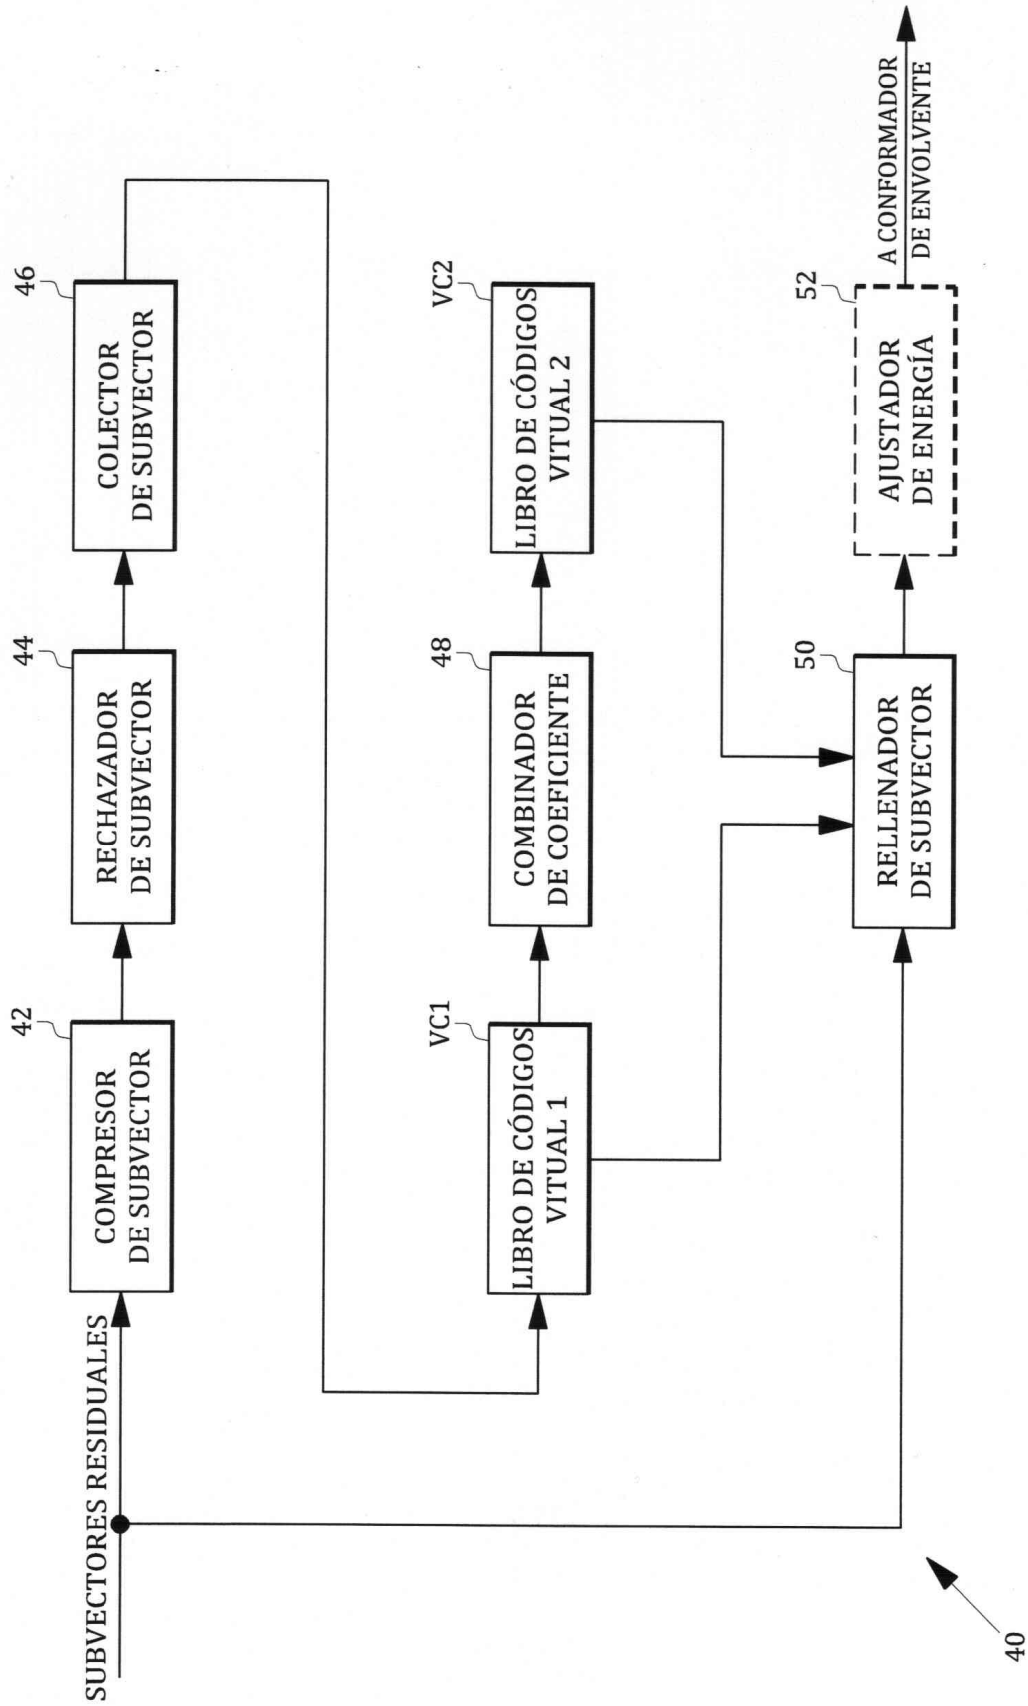 SUBVECTORES RESIDUALES
42
COMPRESOR
DE SUBVECTOR
44
RECHAZADOR
DE SUBVECTOR
46
COLECTOR
DE SUBVECTOR
VC1
LIBRO DE CÓDIGOS
VITUAL 1
48
COMBINADOR
DE COEFICIENTE
VC2
LIBRO DE CÓDIGOS
VITUAL 2
50
RELLENADOR
DE SUBVECTOR
52
AJUSTADOR
DE ENERGÍA
A CONFORMADOR
DE ENVOLVENTE
40